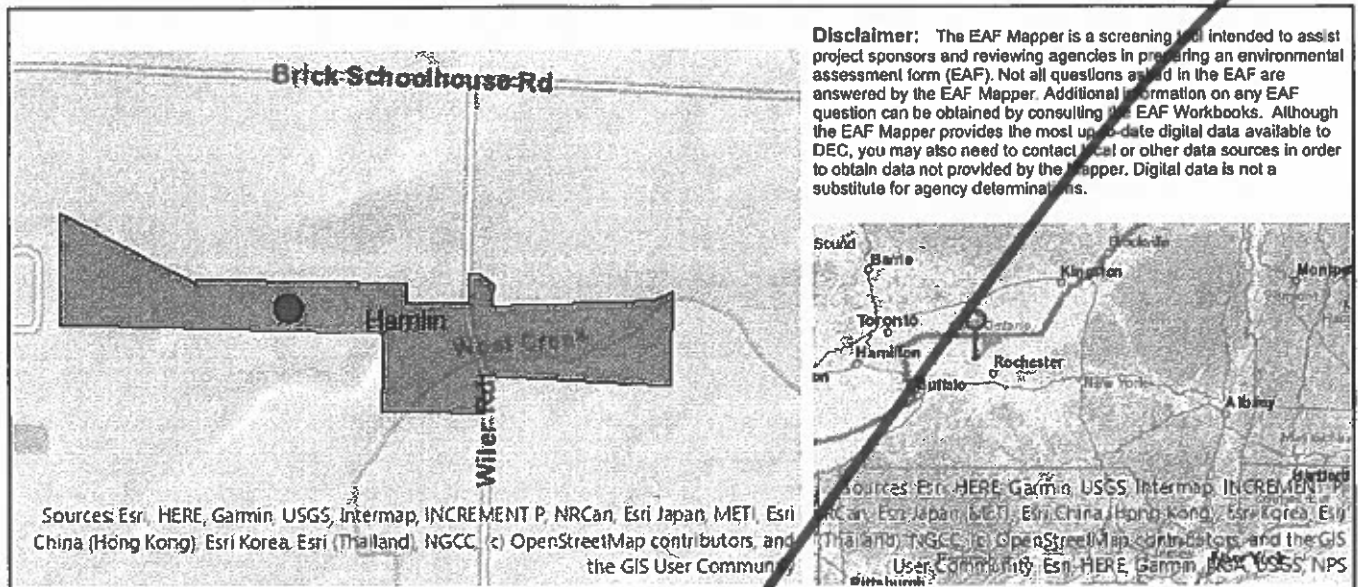 Brick Schoolhouse Rd
Hamlin
West Creek
Wiler Rd
Sources: Esri, HERE, Garmin, USGS, Intermap, INCREMENT P, NRCan, Esri Japan, METI, Esri
China (Hong Kong), Esri Korea, Esri (Thailand), NGCC, (c) OpenStreetMap contributors, and
the GIS User Community
Disclaimer: The EAF Mapper is a screening tool intended to assist
project sponsors and reviewing agencies in preparing an environmental
assessment form (EAF). Not all questions asked in the EAF are
answered by the EAF Mapper. Additional information on any EAF
question can be obtained by consulting the EAF Workbooks. Although
the EAF Mapper provides the most up-to-date digital data available to
DEC, you may also need to contact local or other data sources in order
to obtain data not provided by the Mapper. Digital data is not a
substitute for agency determinations.
Sound
Barrie
Brockville
Kingston
Toronto
Ontario
Hamilton
Rochester
Buffalo
New York
Albany
Sources: Esri, HERE, Garmin, USGS, Intermap, INCREMENT P,
NRCan, Esri Japan, METI, Esri China (Hong Kong), Esri Korea, Esri
(Thailand), NGCC, (c) OpenStreetMap contributors, and the GIS
User Community, Esri, HERE, Garmin, USGS, NPS
New York
Pittsburgh